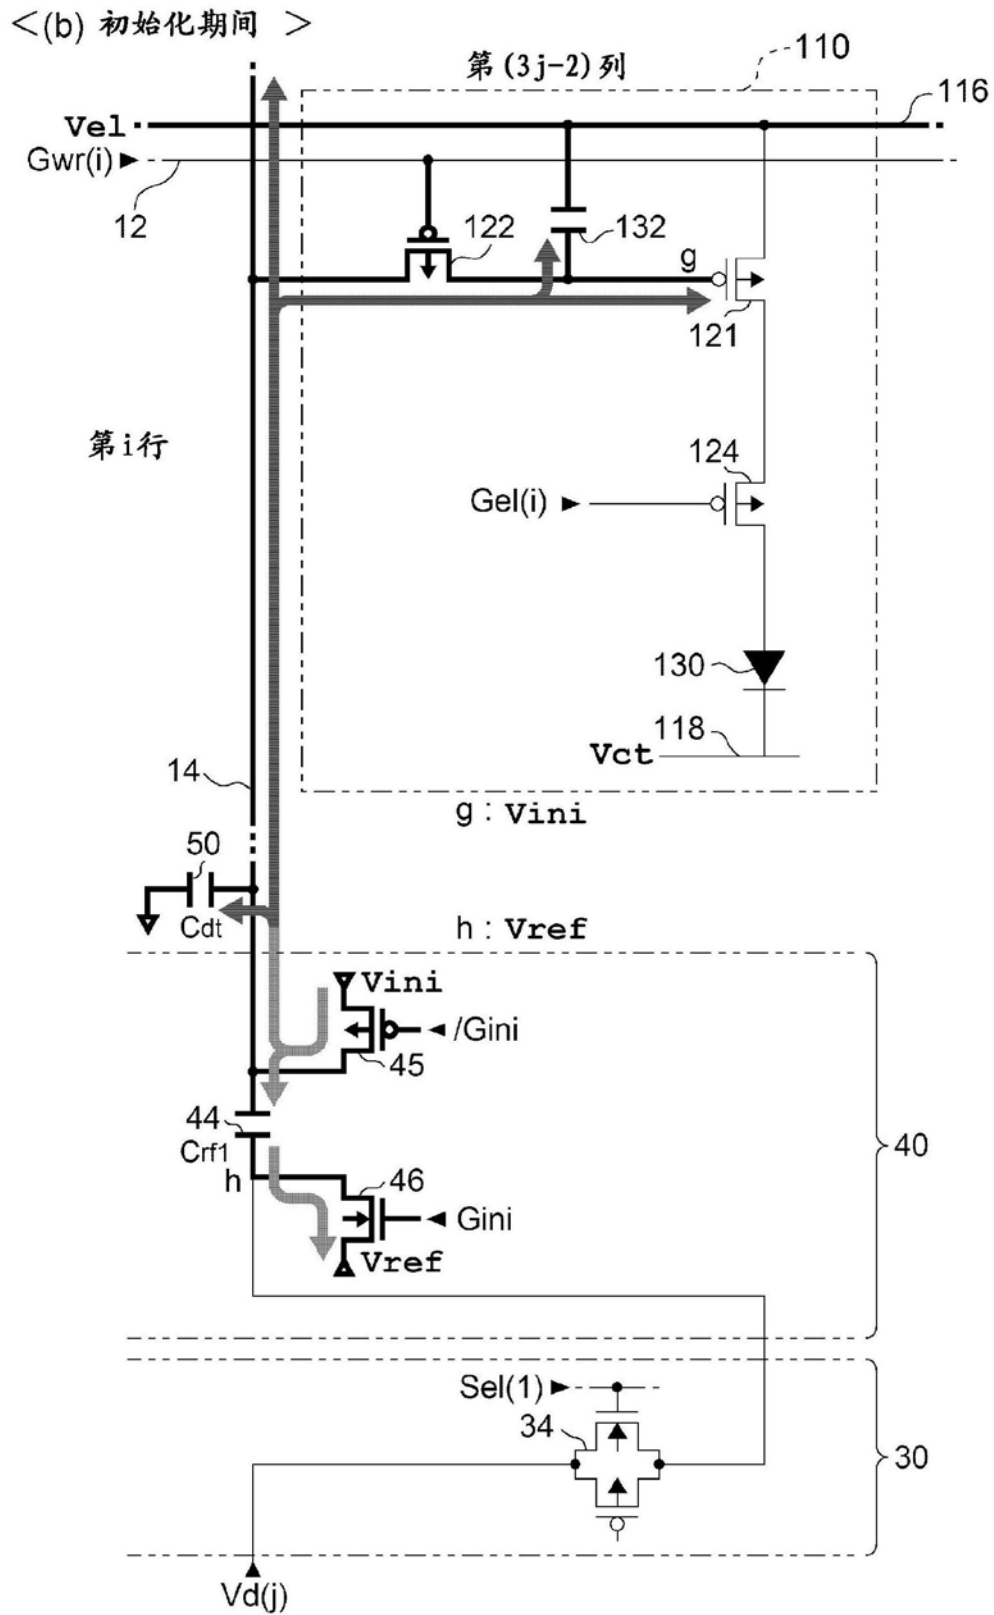 <(b) 初始化期间 >
第(3j-2)列
110
Vel
116
Gwr(i)
12
122
132
g
121
第i行
124
Gel(i)
130
118
Vct
14
g : Vini
50
Cdt
h : Vref
Vini
/Gini
45
44
Crf1
40
h
46
Gini
Vref
Sel(1)
34
30
Vd(j)